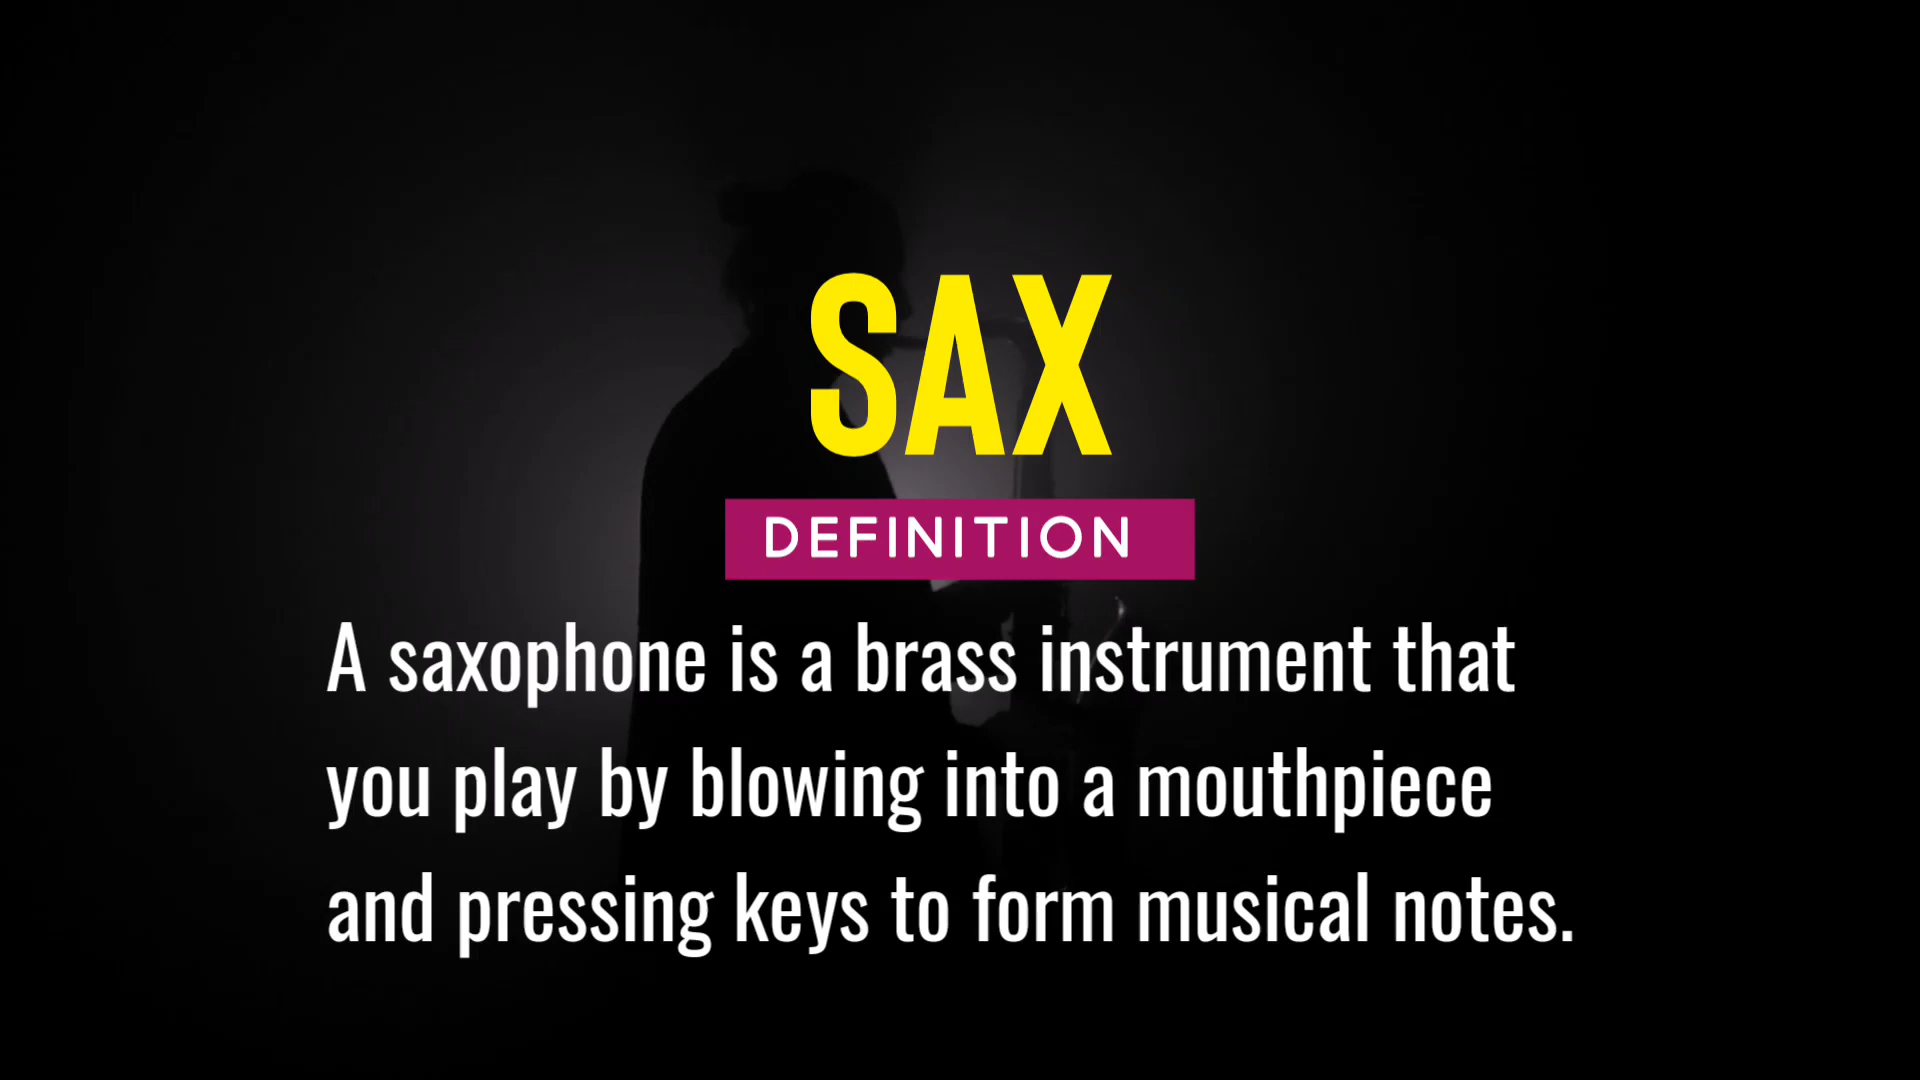 SAX
DEFINITION
A saxophone is a brass instrument that
you play by blowing into a mouthpiece
and pressing keys to form musical notes.